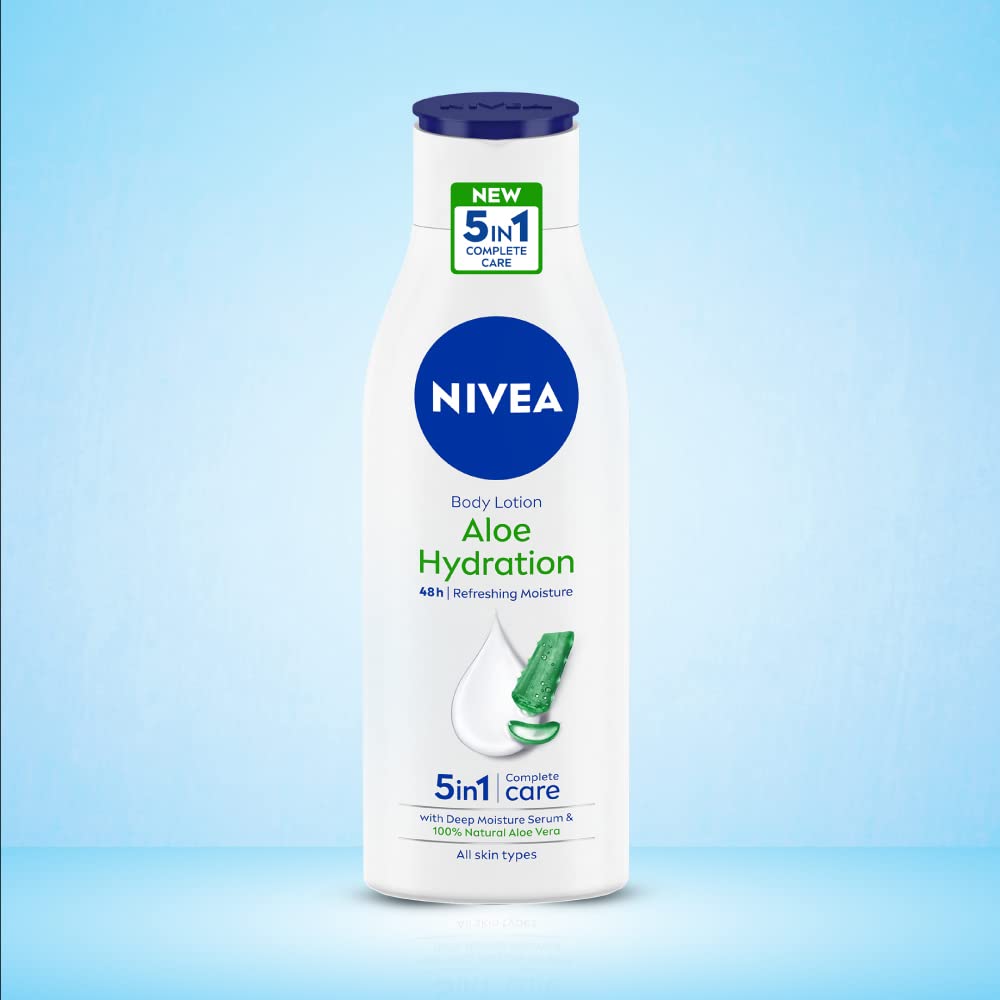 NIVEA
NEW
5IN1
COMPLETE
CARE
NIVEA
Body Lotion
Aloe
Hydration
48h | Refreshing Moisture
5in1 | Complete
care
with Deep Moisture Serum &
100% Natural Aloe Vera
All skin types